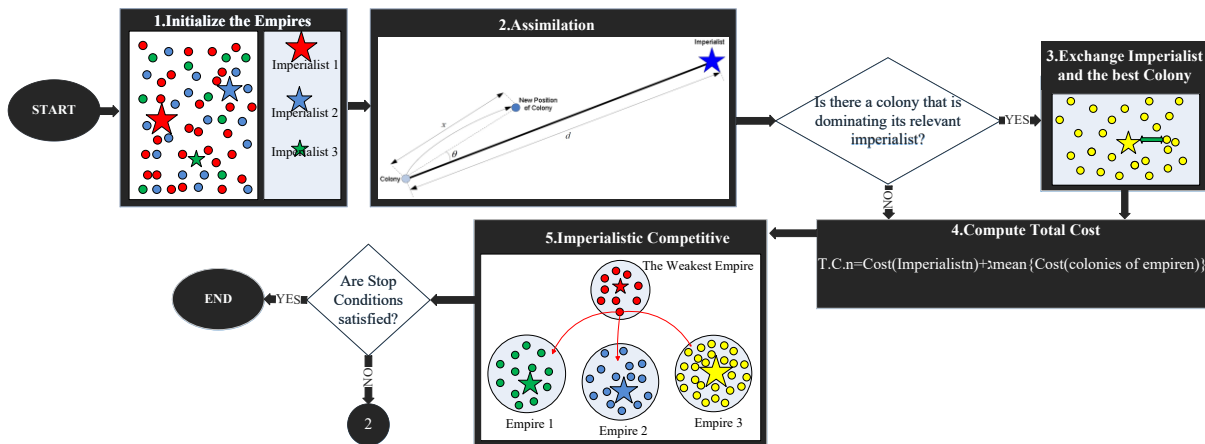 START
1.Initialize the Empires
Imperialist 1
Imperialist 2
Imperialist 3
2.Assimilation
Imperialist
New Position
of Colony
x
d
θ
Colony
Is there a colony that is
dominating its relevant
imperialist?
YES
NO
3.Exchange Imperialist
and the best Colony
4.Compute Total Cost
T.C.n=Cost(Imperialistn)+גmean{Cost(colonies of empiren)}
5.Imperialistic Competitive
The Weakest Empire
Empire 1
Empire 2
Empire 3
Are Stop
Conditions
satisfied?
YES
END
NO
2